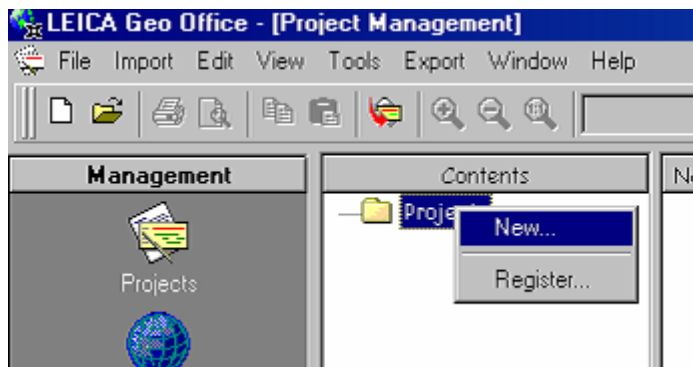 LEICA Geo Office - [Project Management]
File Import Edit View Tools Export Window Help
Management
Contents
Projects
New...
Register...